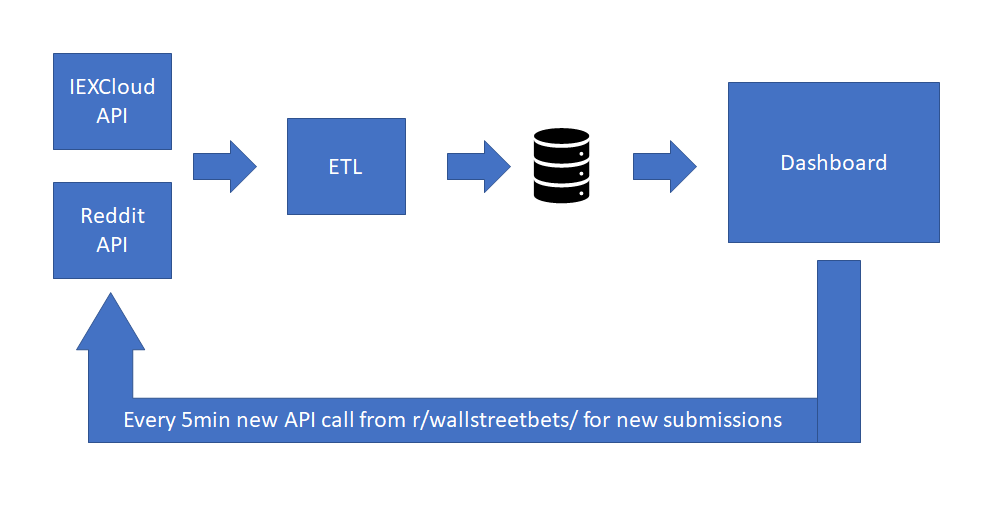 IEXCloud
API
Reddit
API
ETL
Dashboard
Every 5min new API call from r/wallstreetbets/ for new submissions